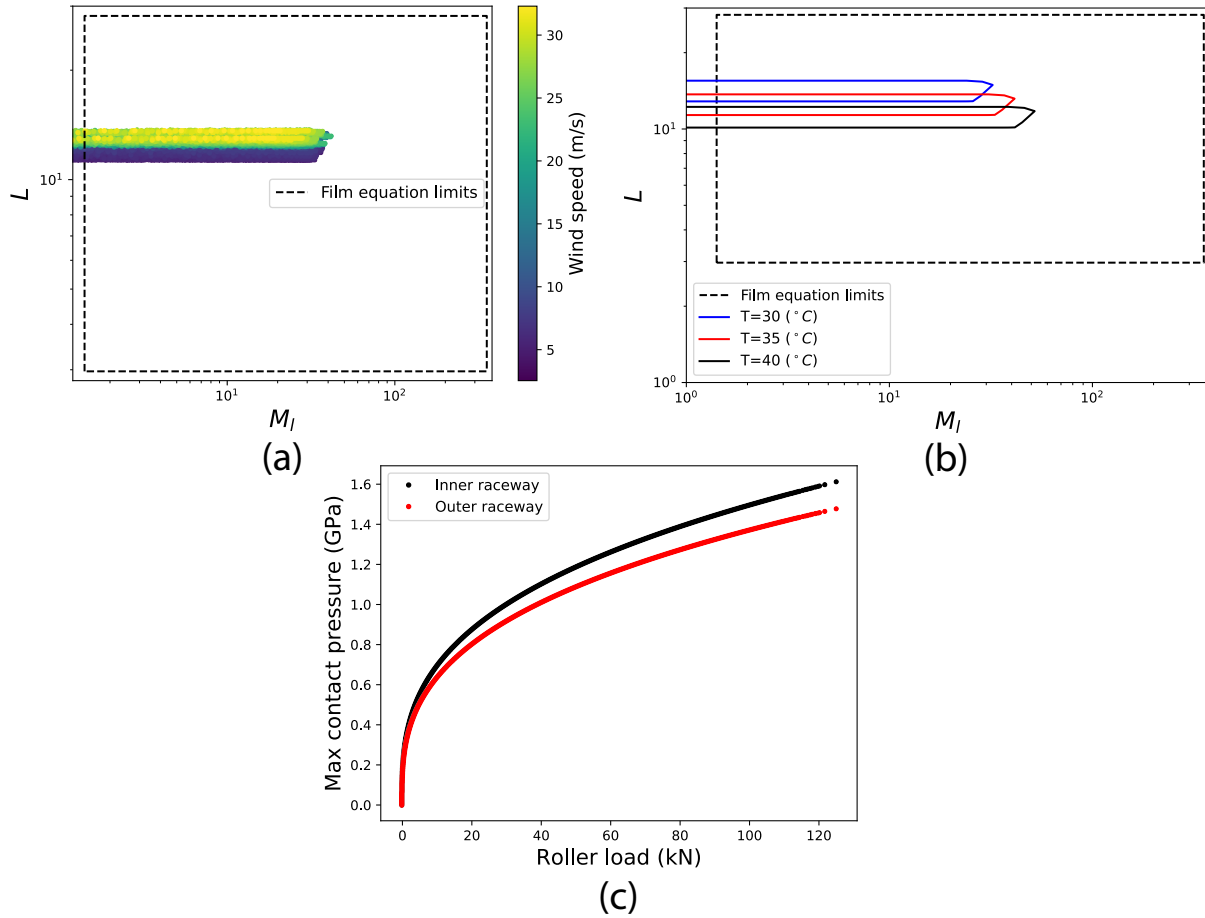 L
10¹
Film equation limits
10¹
10²
M_l
30
25
20
15
10
5
Wind speed (m/s)
(a)
L
10¹
10⁰
Film equation limits
T=30 (°C)
T=35 (°C)
T=40 (°C)
10⁰
10¹
10²
M_l
(b)
Max contact pressure (GPa)
1.6
1.4
1.2
1.0
0.8
0.6
0.4
0.2
0.0
Inner raceway
Outer raceway
0
20
40
60
80
100
120
Roller load (kN)
(c)